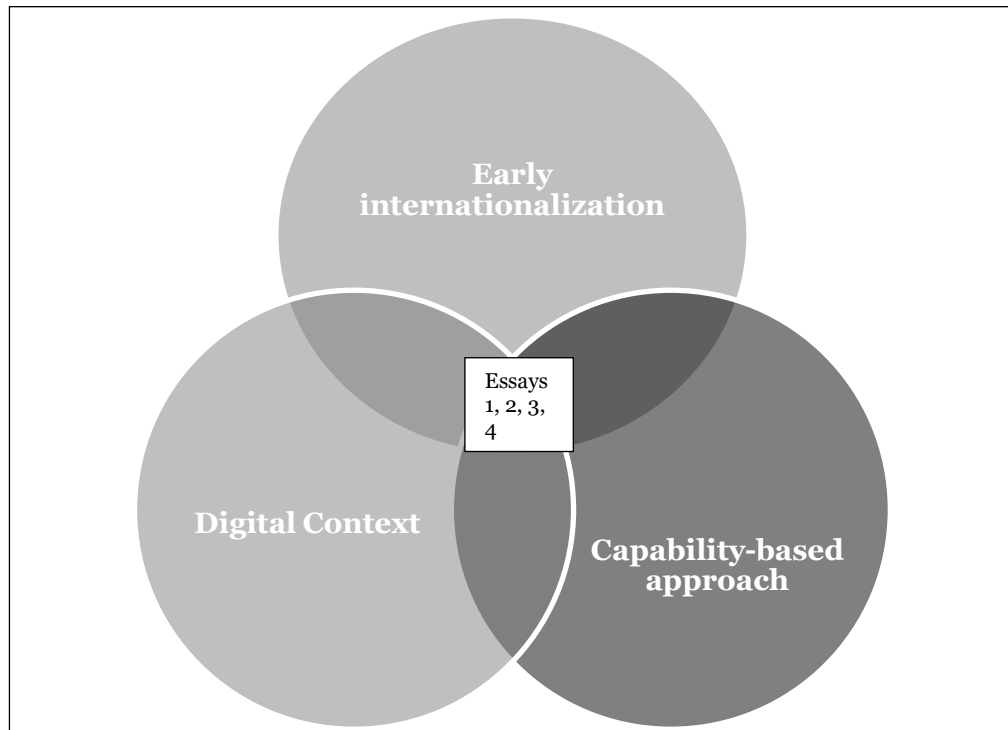 Early
internationalization
Essays
1, 2, 3,
4
Digital Context
Capability-based
approach